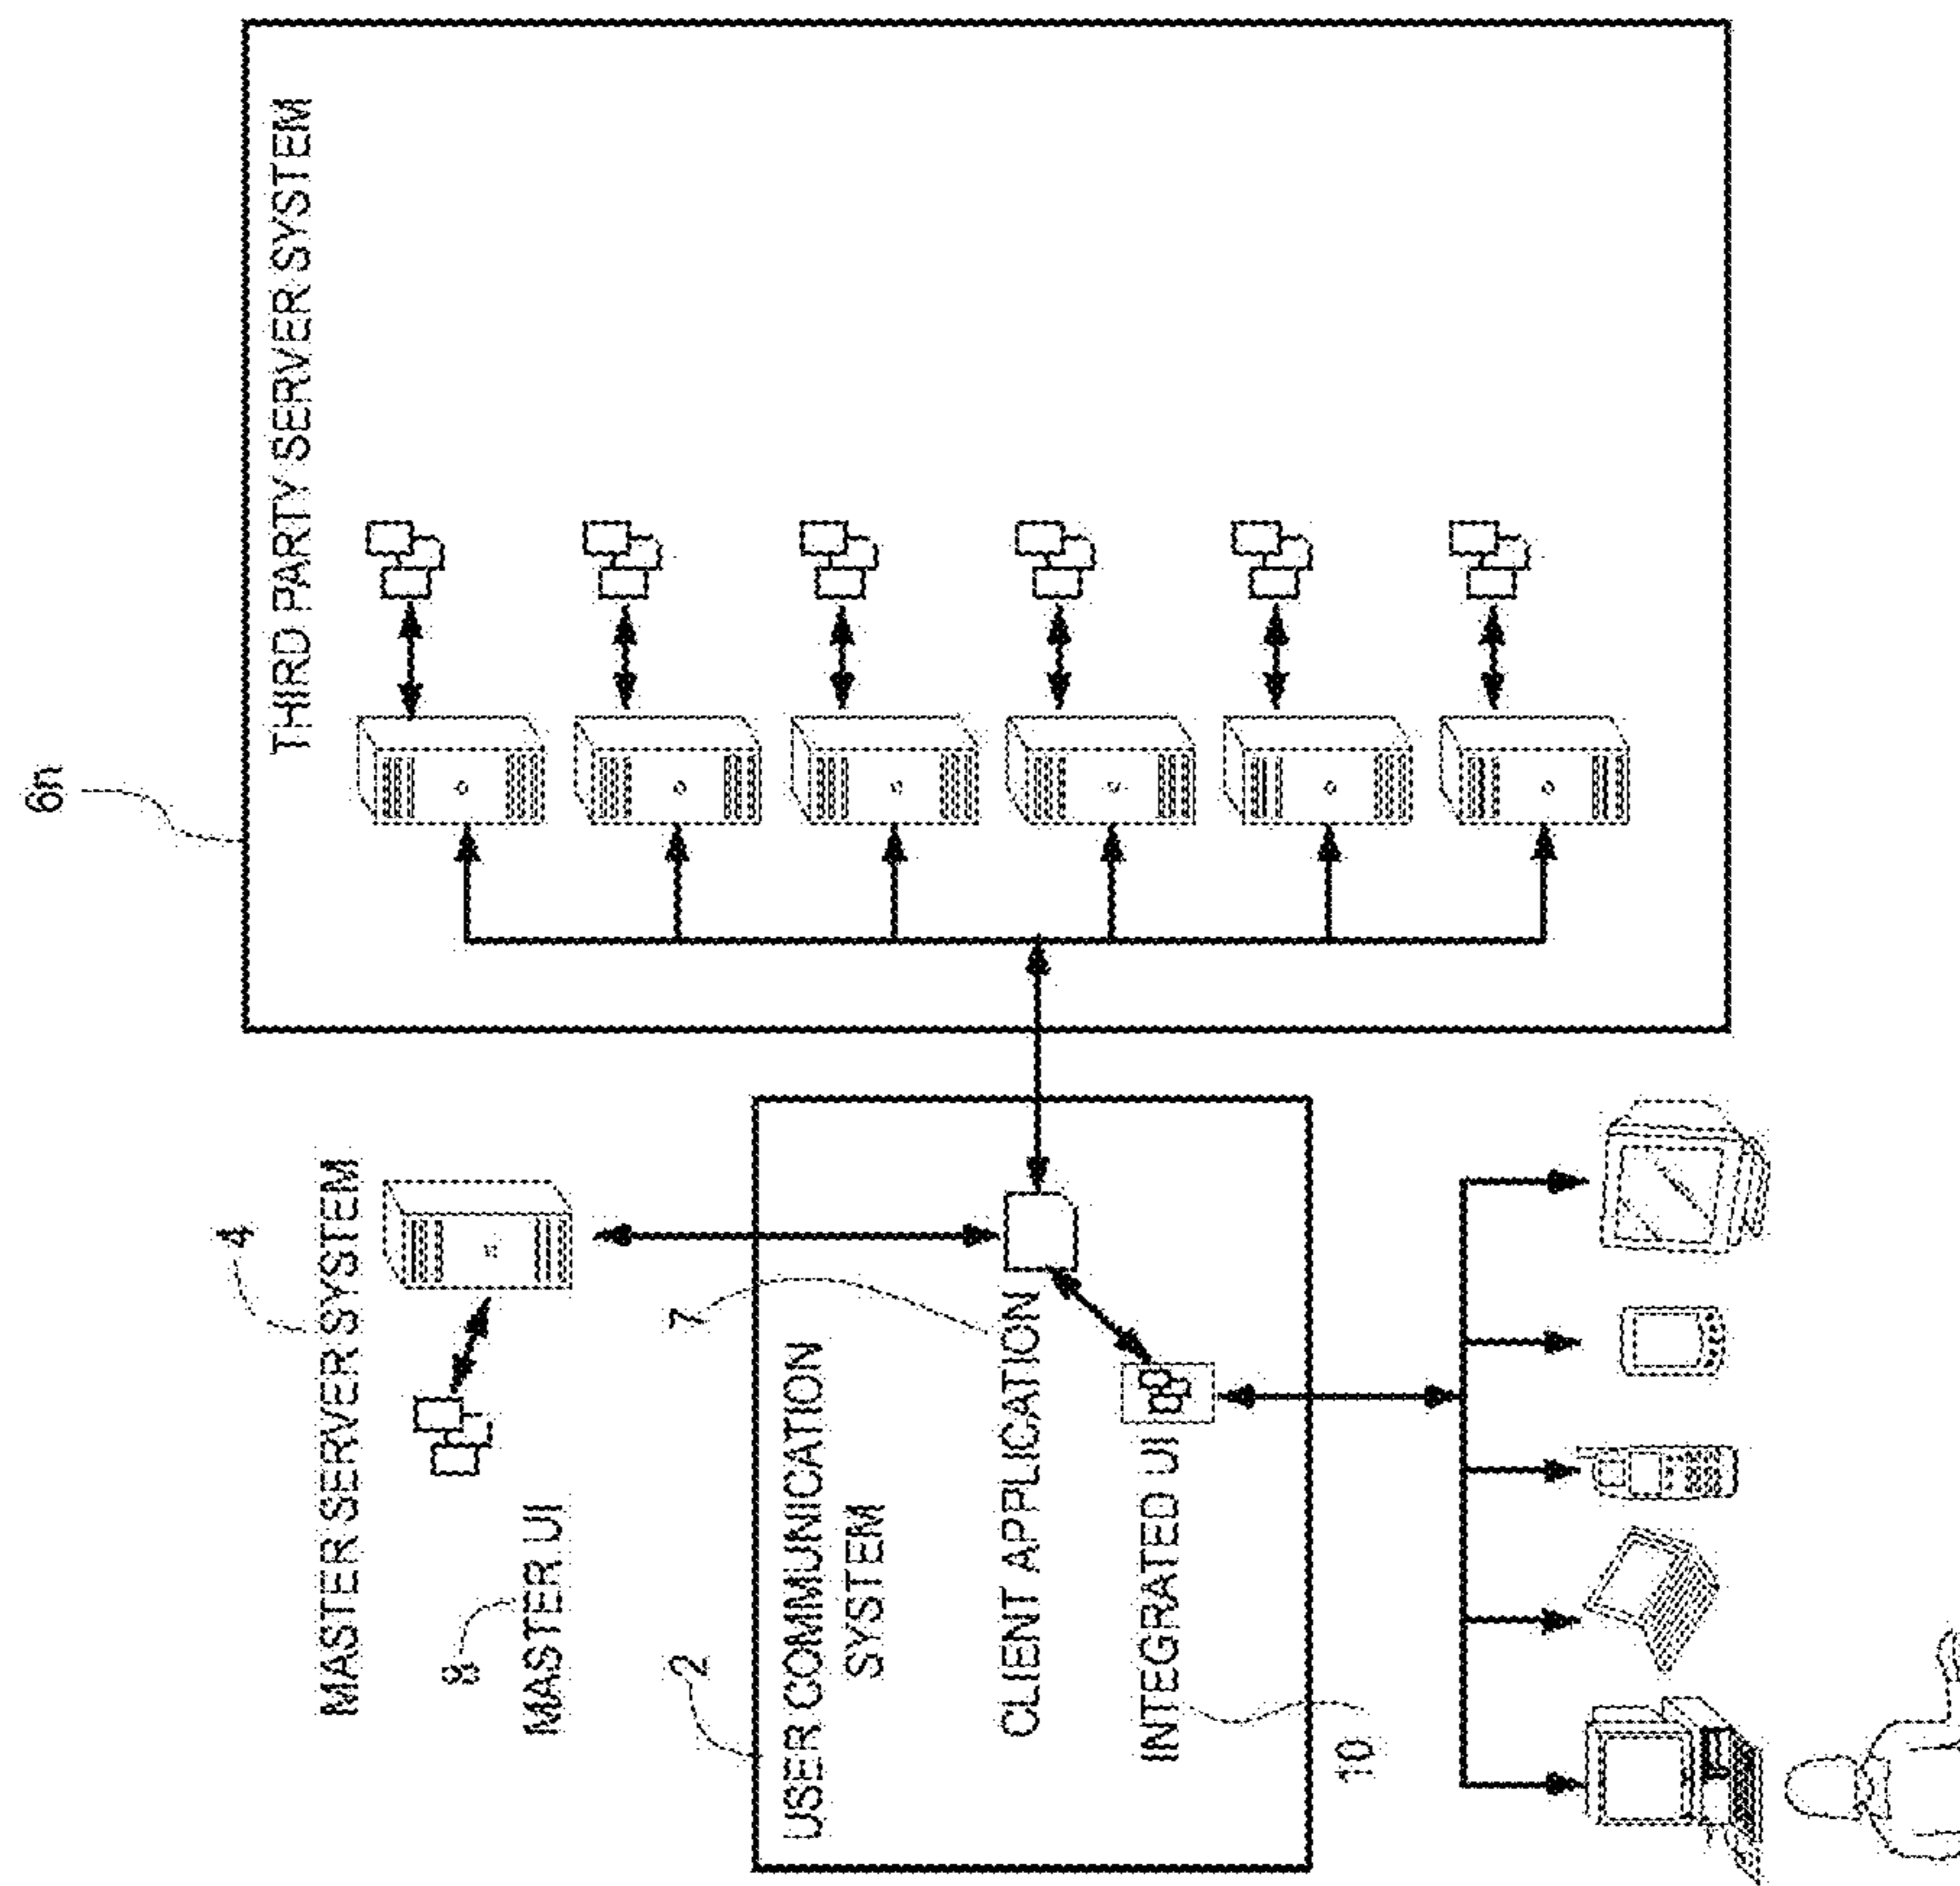 6n
THIRD PARTY SERVER SYSTEM
4
MASTER SERVER SYSTEM
8
MASTER UI
2
USER COMMUNICATION
SYSTEM
7
CLIENT APPLICATION
INTEGRATED UI
10